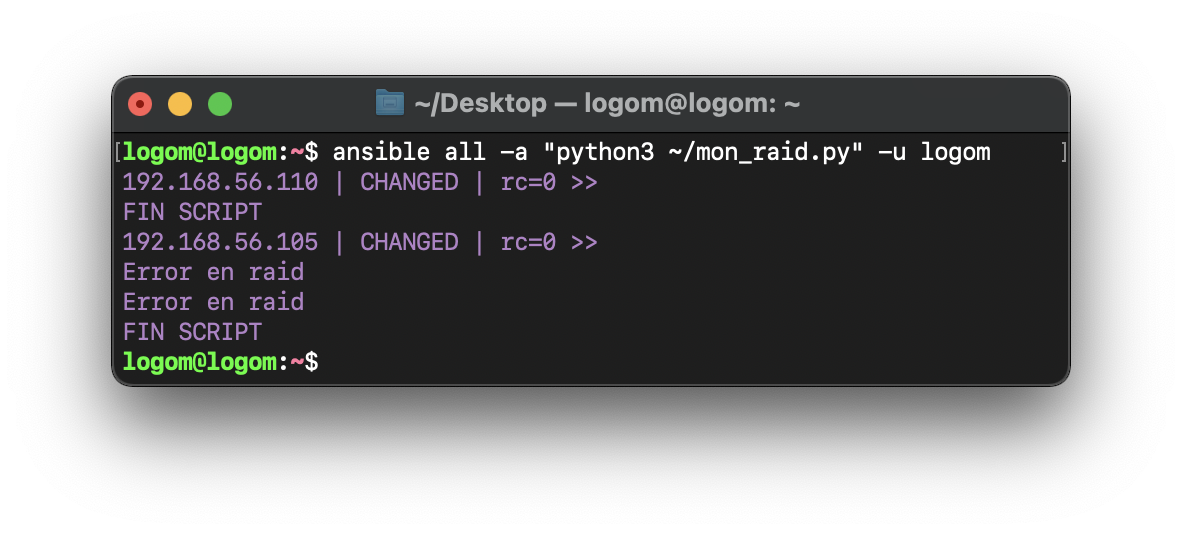 ~/Desktop — logom@logom: ~
[logom@logom:~$ ansible all -a "python3 ~/mon_raid.py" -u logom ]
192.168.56.110 | CHANGED | rc=0 >>
FIN SCRIPT
192.168.56.105 | CHANGED | rc=0 >>
Error en raid
Error en raid
FIN SCRIPT
logom@logom:~$